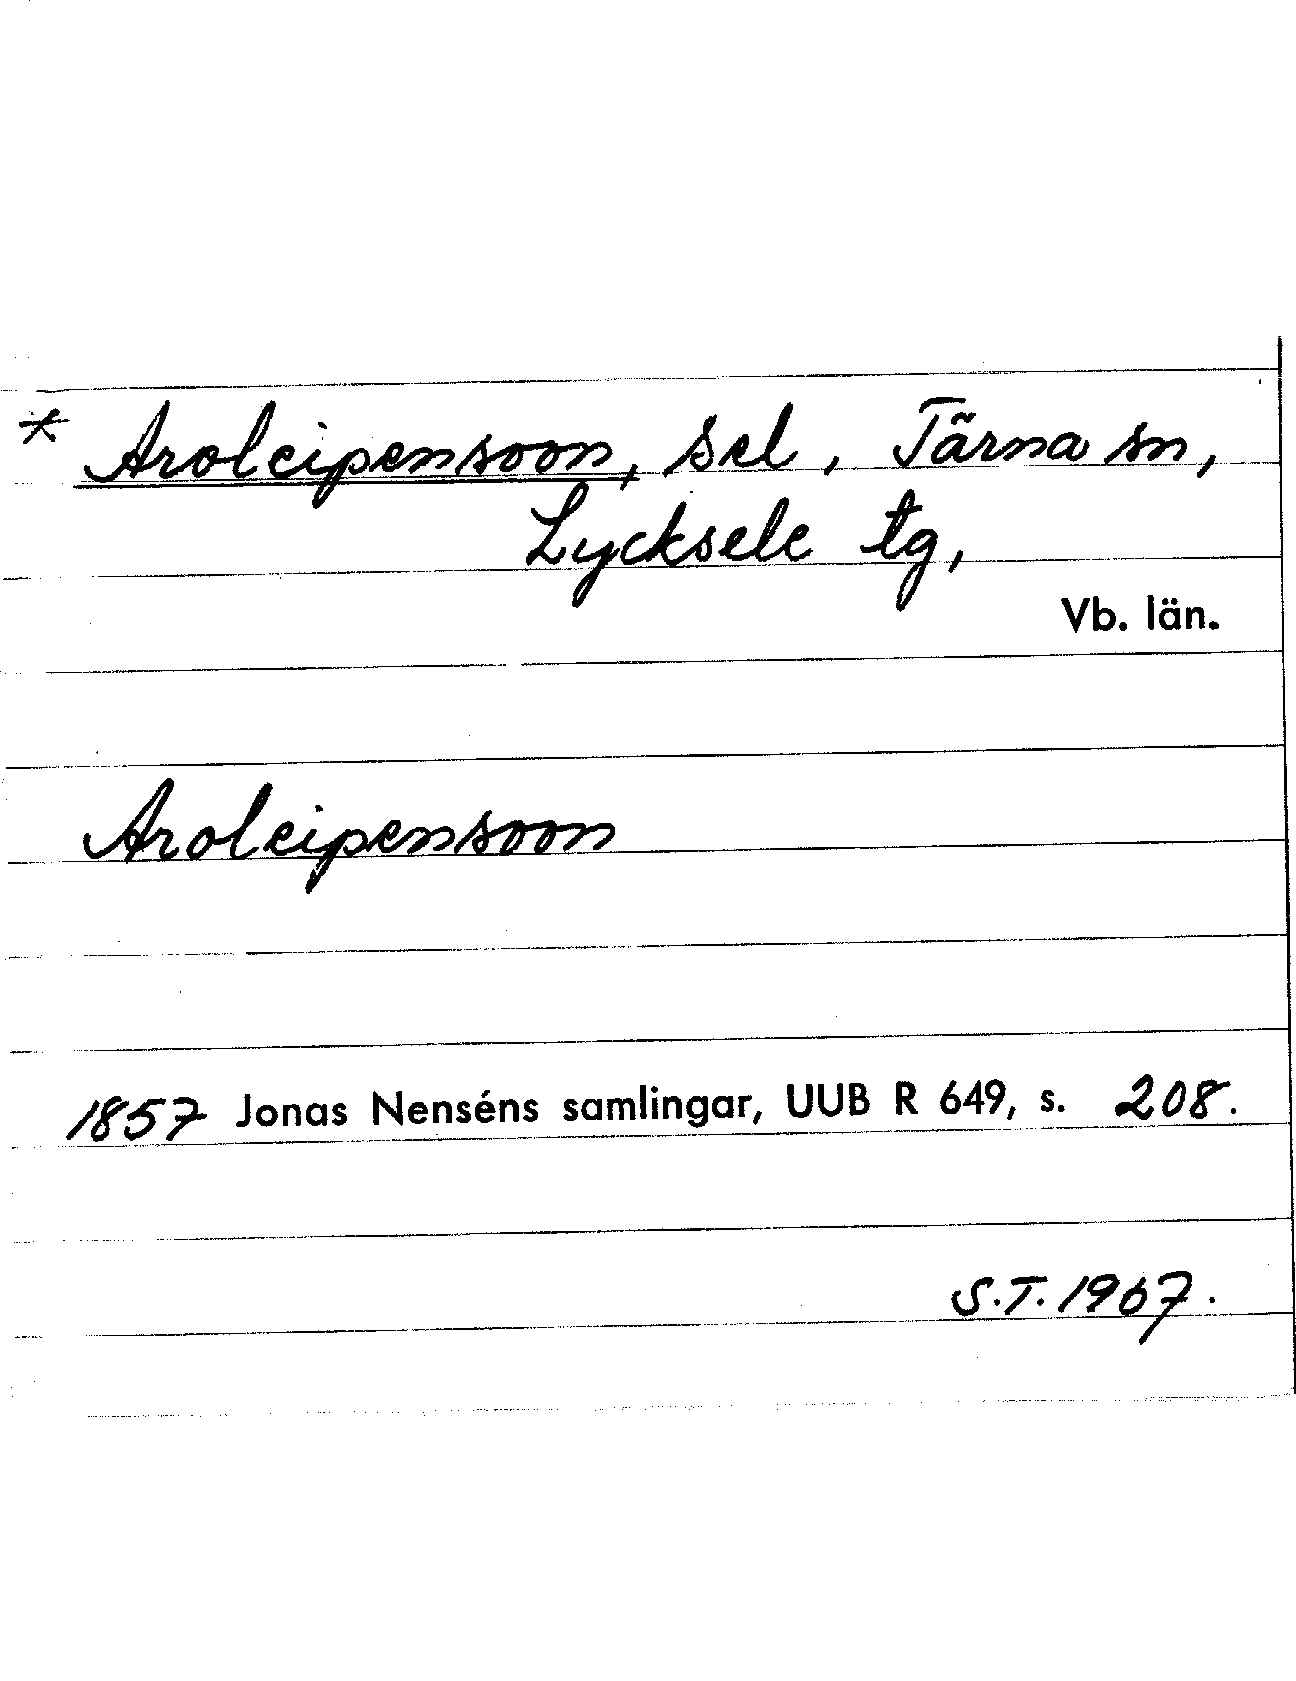 * Aroleipensoon, sel, Tärna sn,
Lycksele tg,
Vb. län.
Aroleipensoon
1857 Jonas Nenséns samlingar, UUB R 649, s. 208.
S.T. 1967.